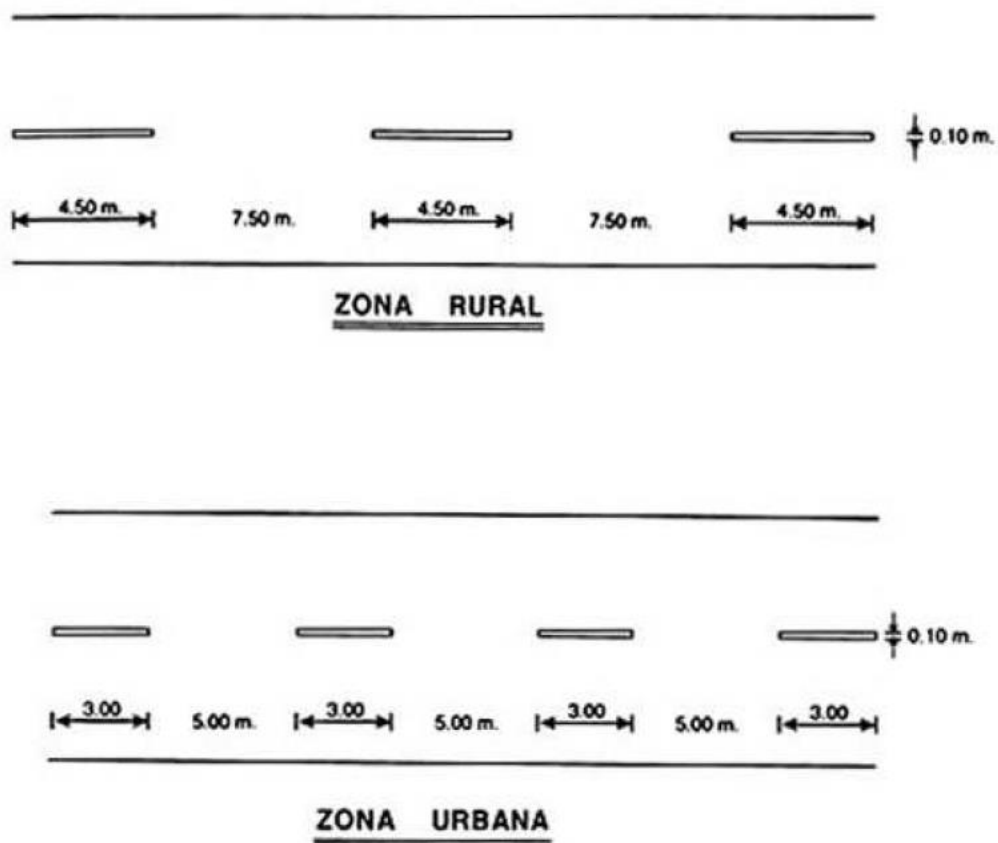 0.10 m.
4.50 m. 7.50 m. 4.50 m. 7.50 m. 4.50 m.
ZONA RURAL
0.10 m.
3.00 5.00 m. 3.00 5.00 m. 3.00 5.00 m. 3.00
ZONA URBANA